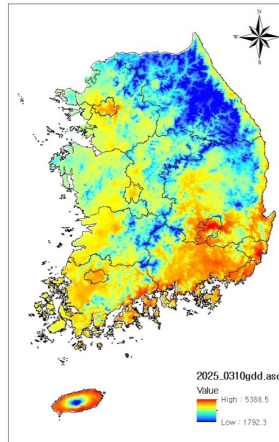 N
W E
S
2025_0310gdd.asc
Value
High : 5388.5
Low : 1792.3